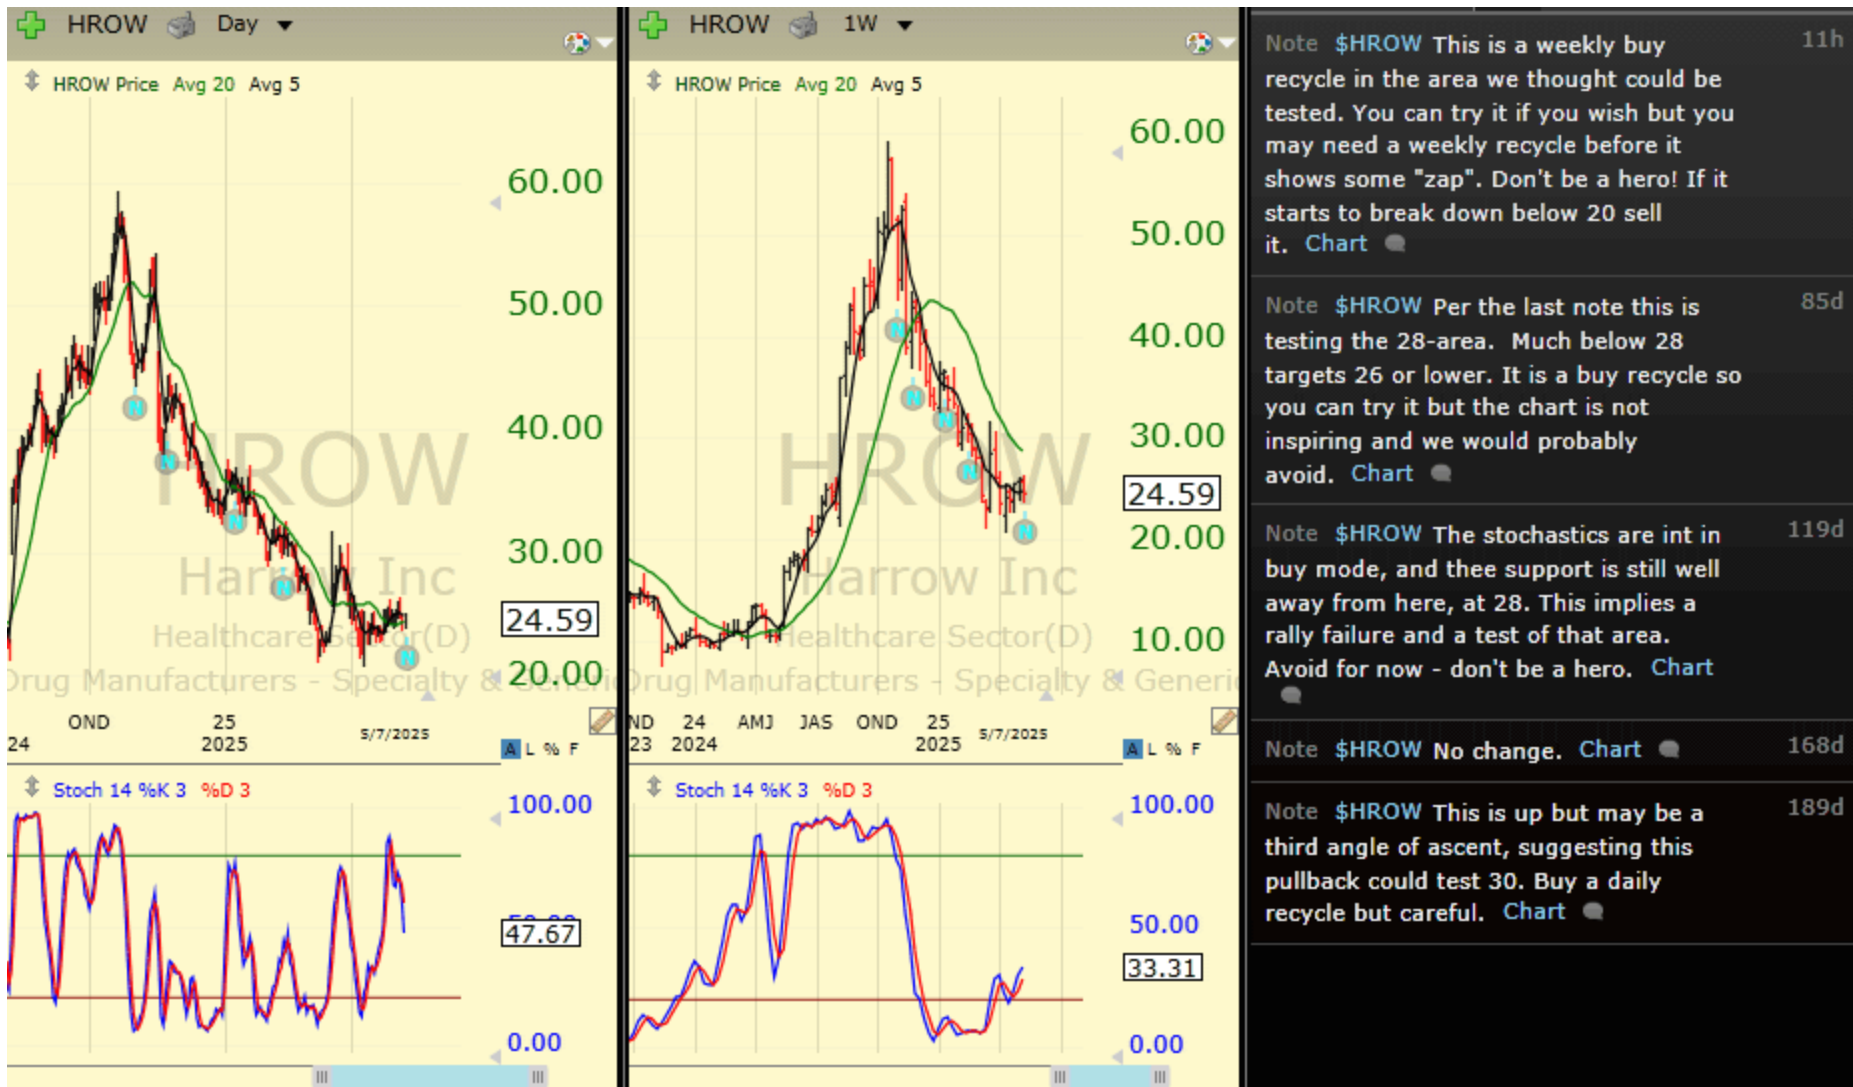 HROW Day
HROW Price Avg 20 Avg 5
60.00
50.00
40.00
30.00
24.59
20.00
HROW
Harrow Inc
Healthcare Sector(D)
Drug Manufacturers - Specialty & Generic
OND 25
24 2025 5/7/2025
A L % F
Stoch 14 %K 3 %D 3
100.00
50.00
47.67
0.00
N
N
N
N
N
HROW 1W
HROW Price Avg 20 Avg 5
60.00
50.00
40.00
30.00
24.59
20.00
10.00
HROW
Harrow Inc
Healthcare Sector(D)
Drug Manufacturers - Specialty & Generi
ND 24 AMJ JAS OND 25
23 2024 2025 5/7/2025
A L % F
Stoch 14 %K 3 %D 3
100.00
50.00
33.31
0.00
N
N
N
N
N
Note $HROW This is a weekly buy 11h
recycle in the area we thought could be
tested. You can try it if you wish but you
may need a weekly recycle before it
shows some "zap". Don't be a hero! If it
starts to break down below 20 sell
it. Chart
Note $HROW Per the last note this is 85d
testing the 28-area. Much below 28
targets 26 or lower. It is a buy recycle so
you can try it but the chart is not
inspiring and we would probably
avoid. Chart
Note $HROW The stochastics are int in 119d
buy mode, and thee support is still well
away from here, at 28. This implies a
rally failure and a test of that area.
Avoid for now - don't be a hero. Chart
Note $HROW No change. Chart 168d
Note $HROW This is up but may be a 189d
third angle of ascent, suggesting this
pullback could test 30. Buy a daily
recycle but careful. Chart